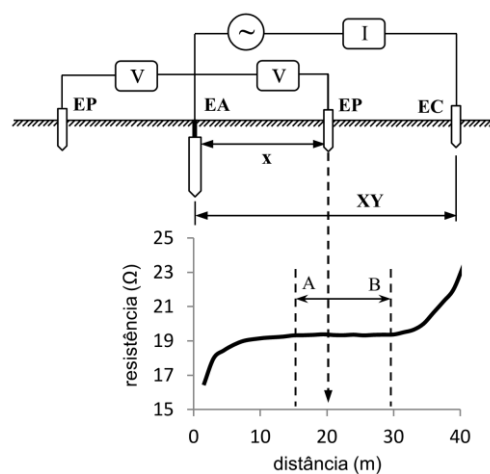 I
V
V
EP
EA
EP
EC
x
XY
25
23
21
19
17
15
A
B
0
10
20
30
40
resistência (Ω)
distância (m)